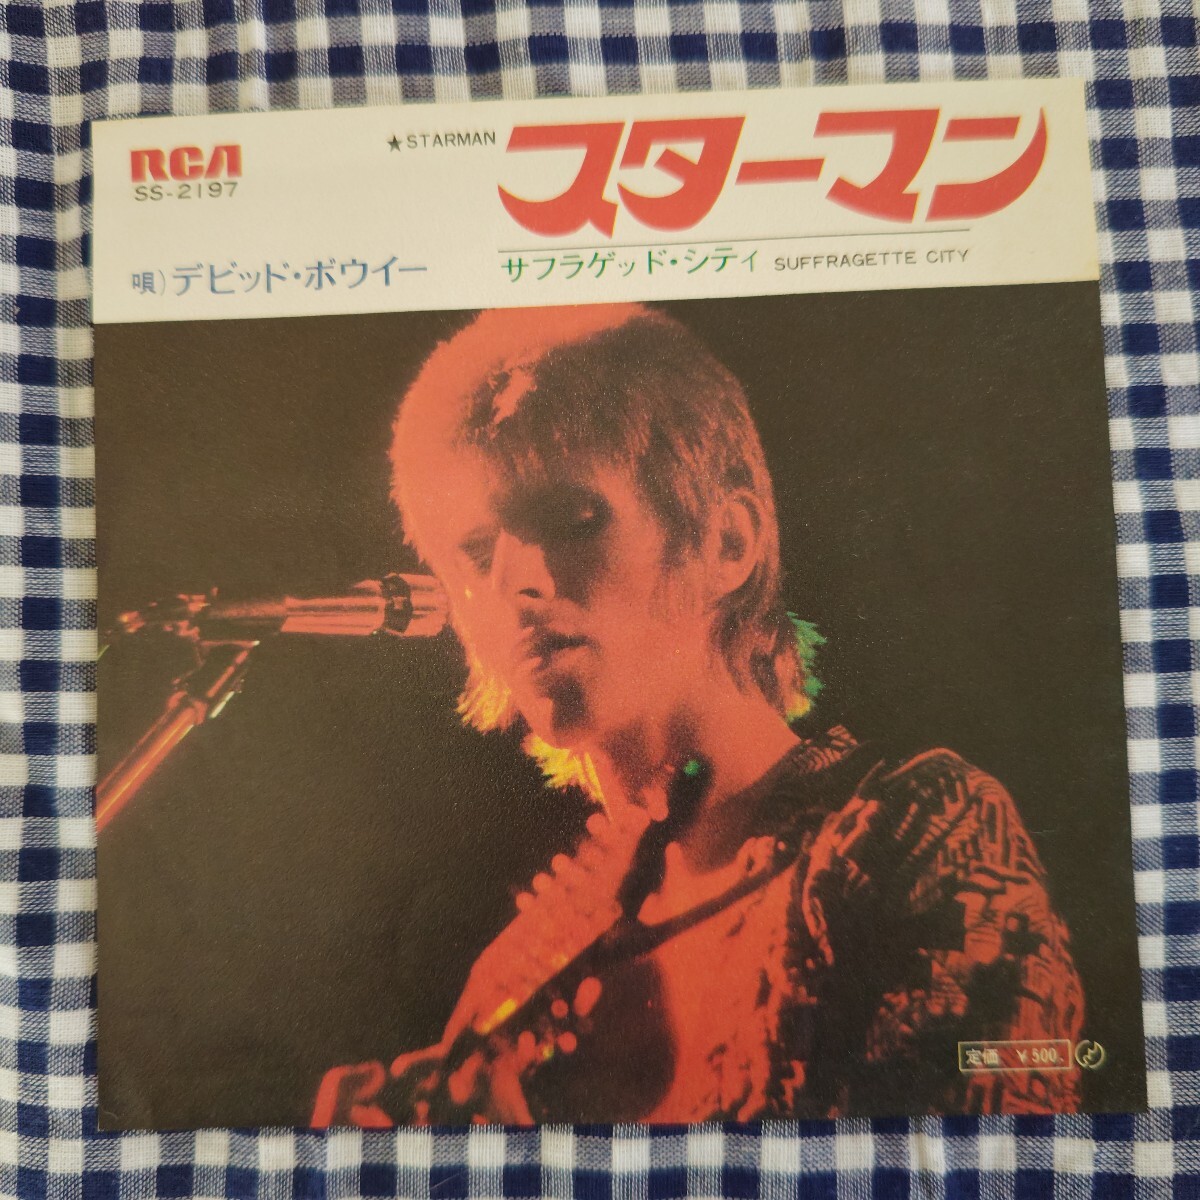 RCA
SS-2197
★STARMAN スターマン
唄）デビッド・ボウイー
サフラゲッド・シティ SUFFRAGETTE CITY
定価 ￥500.